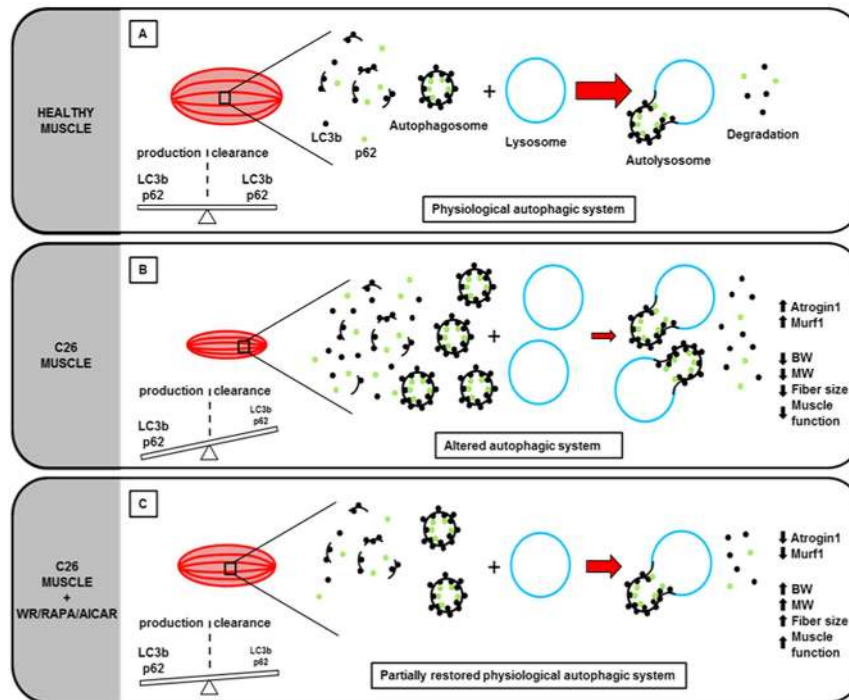 HEALTHY
MUSCLE
A
LC3b
p62
Autophagosome
+
Lysosome
Autolysosome
Degradation
production
clearance
LC3b
p62
LC3b
p62
Physiological autophagic system
C26
MUSCLE
B
+
Atrogin1
Murf1
BW
MW
Fiber size
Muscle
function
production
clearance
LC3b
p62
LC3b
p62
Altered autophagic system
C26
MUSCLE
+
WR/RAPA/AICAR
C
+
Atrogin1
Murf1
BW
MW
Fiber size
Muscle
function
production
clearance
LC3b
p62
LC3b
p62
Partially restored physiological autophagic system